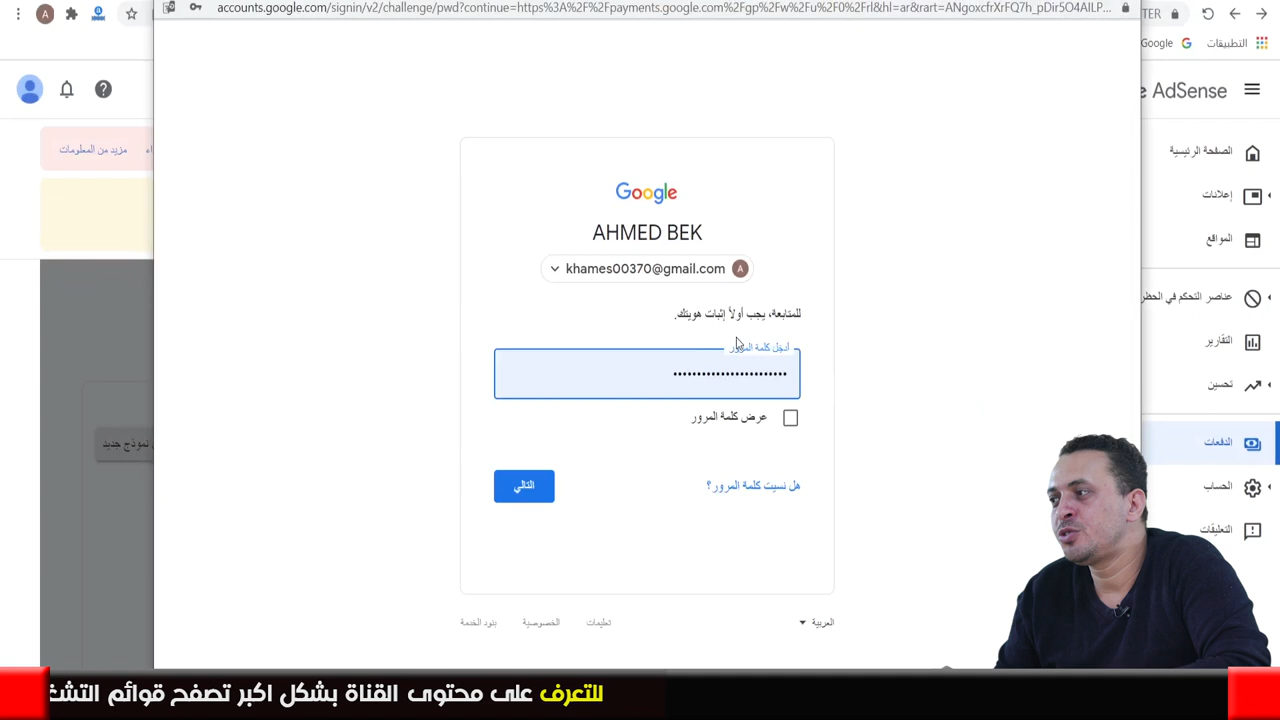 accounts.google.com/signin/v2/challenge/pwd?continue=https%3A%2F%2Fpayments.google.com%2Fgp%2Fw%2Fu%2F0%2Frl&hl=ar&rart=ANgoxcfrXrFQ7h_pDir5O4AILP...
TER
A
Google
التطبيقات
AdSense
الصفحة الرئيسية
إعلانات
المواقع
عناصر التحكم في الحظر
التقارير
تحسين
الدفعات
الحساب
التعليقات
مزيد من المعلومات
نموذج جديد
Google
AHMED BEK
khames00370@gmail.com
A
للمتابعة، يجب أولاً إثبات هويتك.
أدخل كلمة المرور
عرض كلمة المرور
هل نسيت كلمة المرور؟
التالي
العربية
تعليمات
الخصوصية
بنود الخدمة
للتعرف على محتوى القناة بشكل اكبر تصفح قوائم التشغ